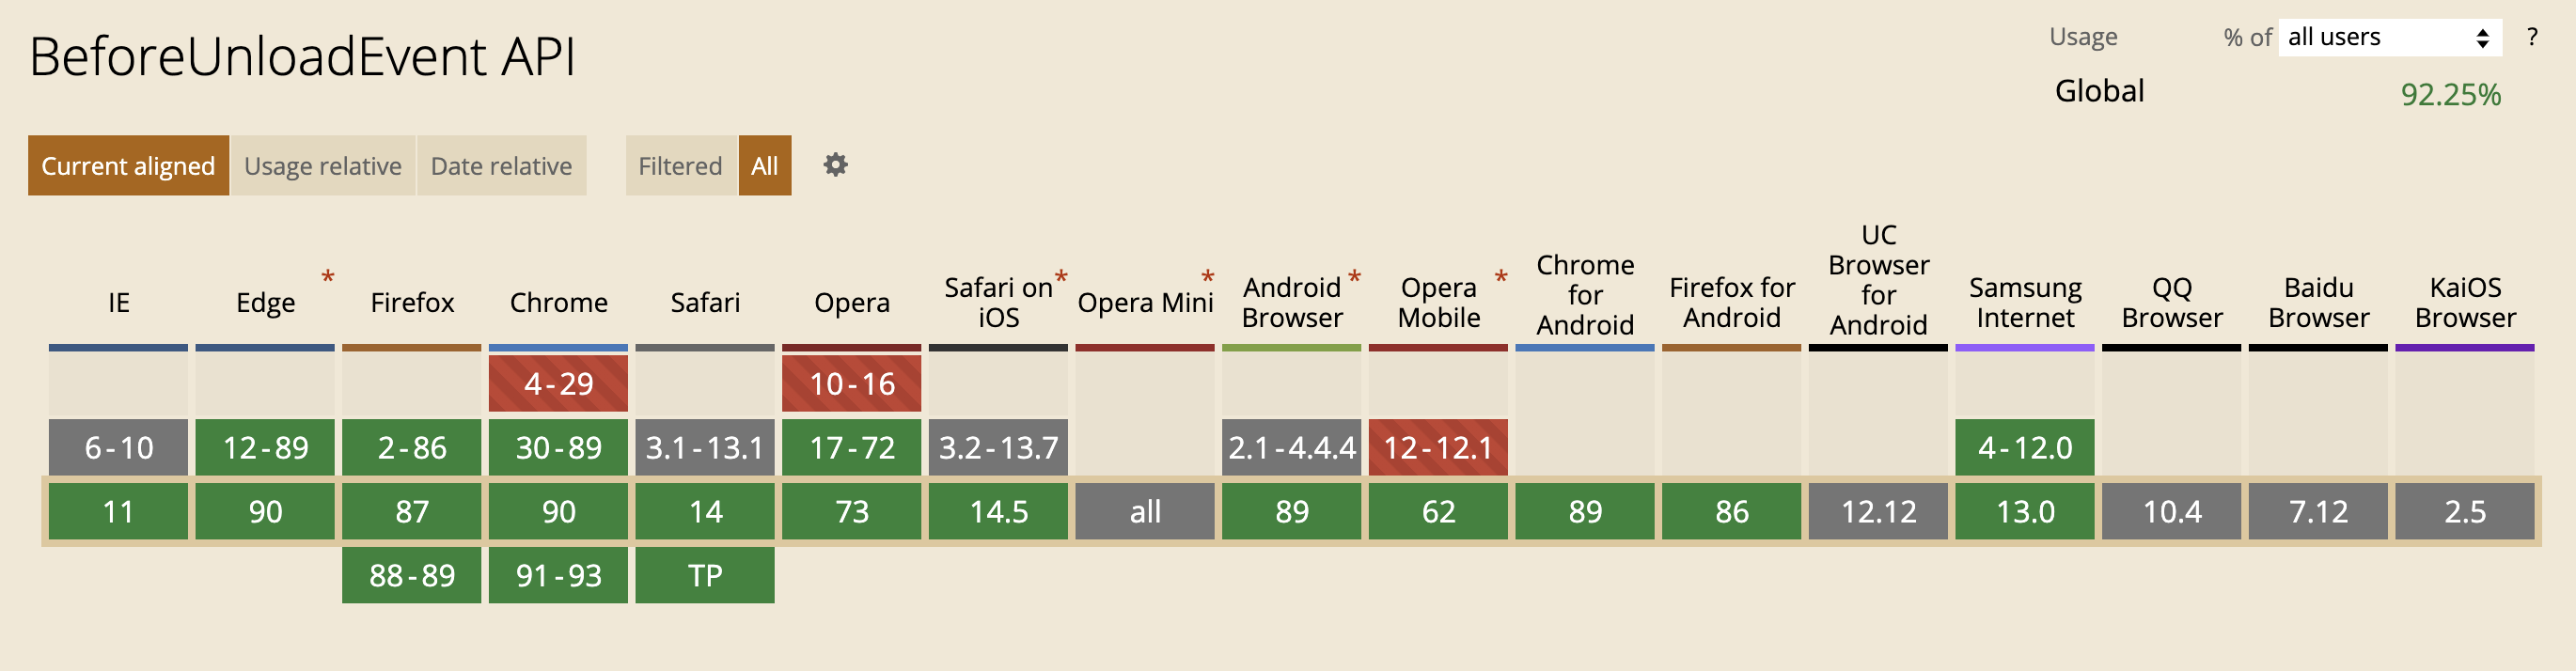 BeforeUnloadEvent API
Usage % of all users ?
Global 92.25%
Current aligned Usage relative Date relative Filtered All
IE
Edge *
Firefox
Chrome
Safari
Opera
Safari on *
iOS
Opera Mini *
Android *
Browser
Opera *
Mobile
Chrome
for
Android
Firefox for
Android
UC
Browser
for
Android
Samsung
Internet
QQ
Browser
Baidu
Browser
KaiOS
Browser
4-29 10-16
6-10 12-89 2-86 30-89 3.1-13.1 17-72 3.2-13.7 2.1-4.4.4 12-12.1 4-12.0
11 90 87 90 14 73 14.5 all 89 62 89 86 12.12 13.0 10.4 7.12 2.5
88-89 91-93 TP